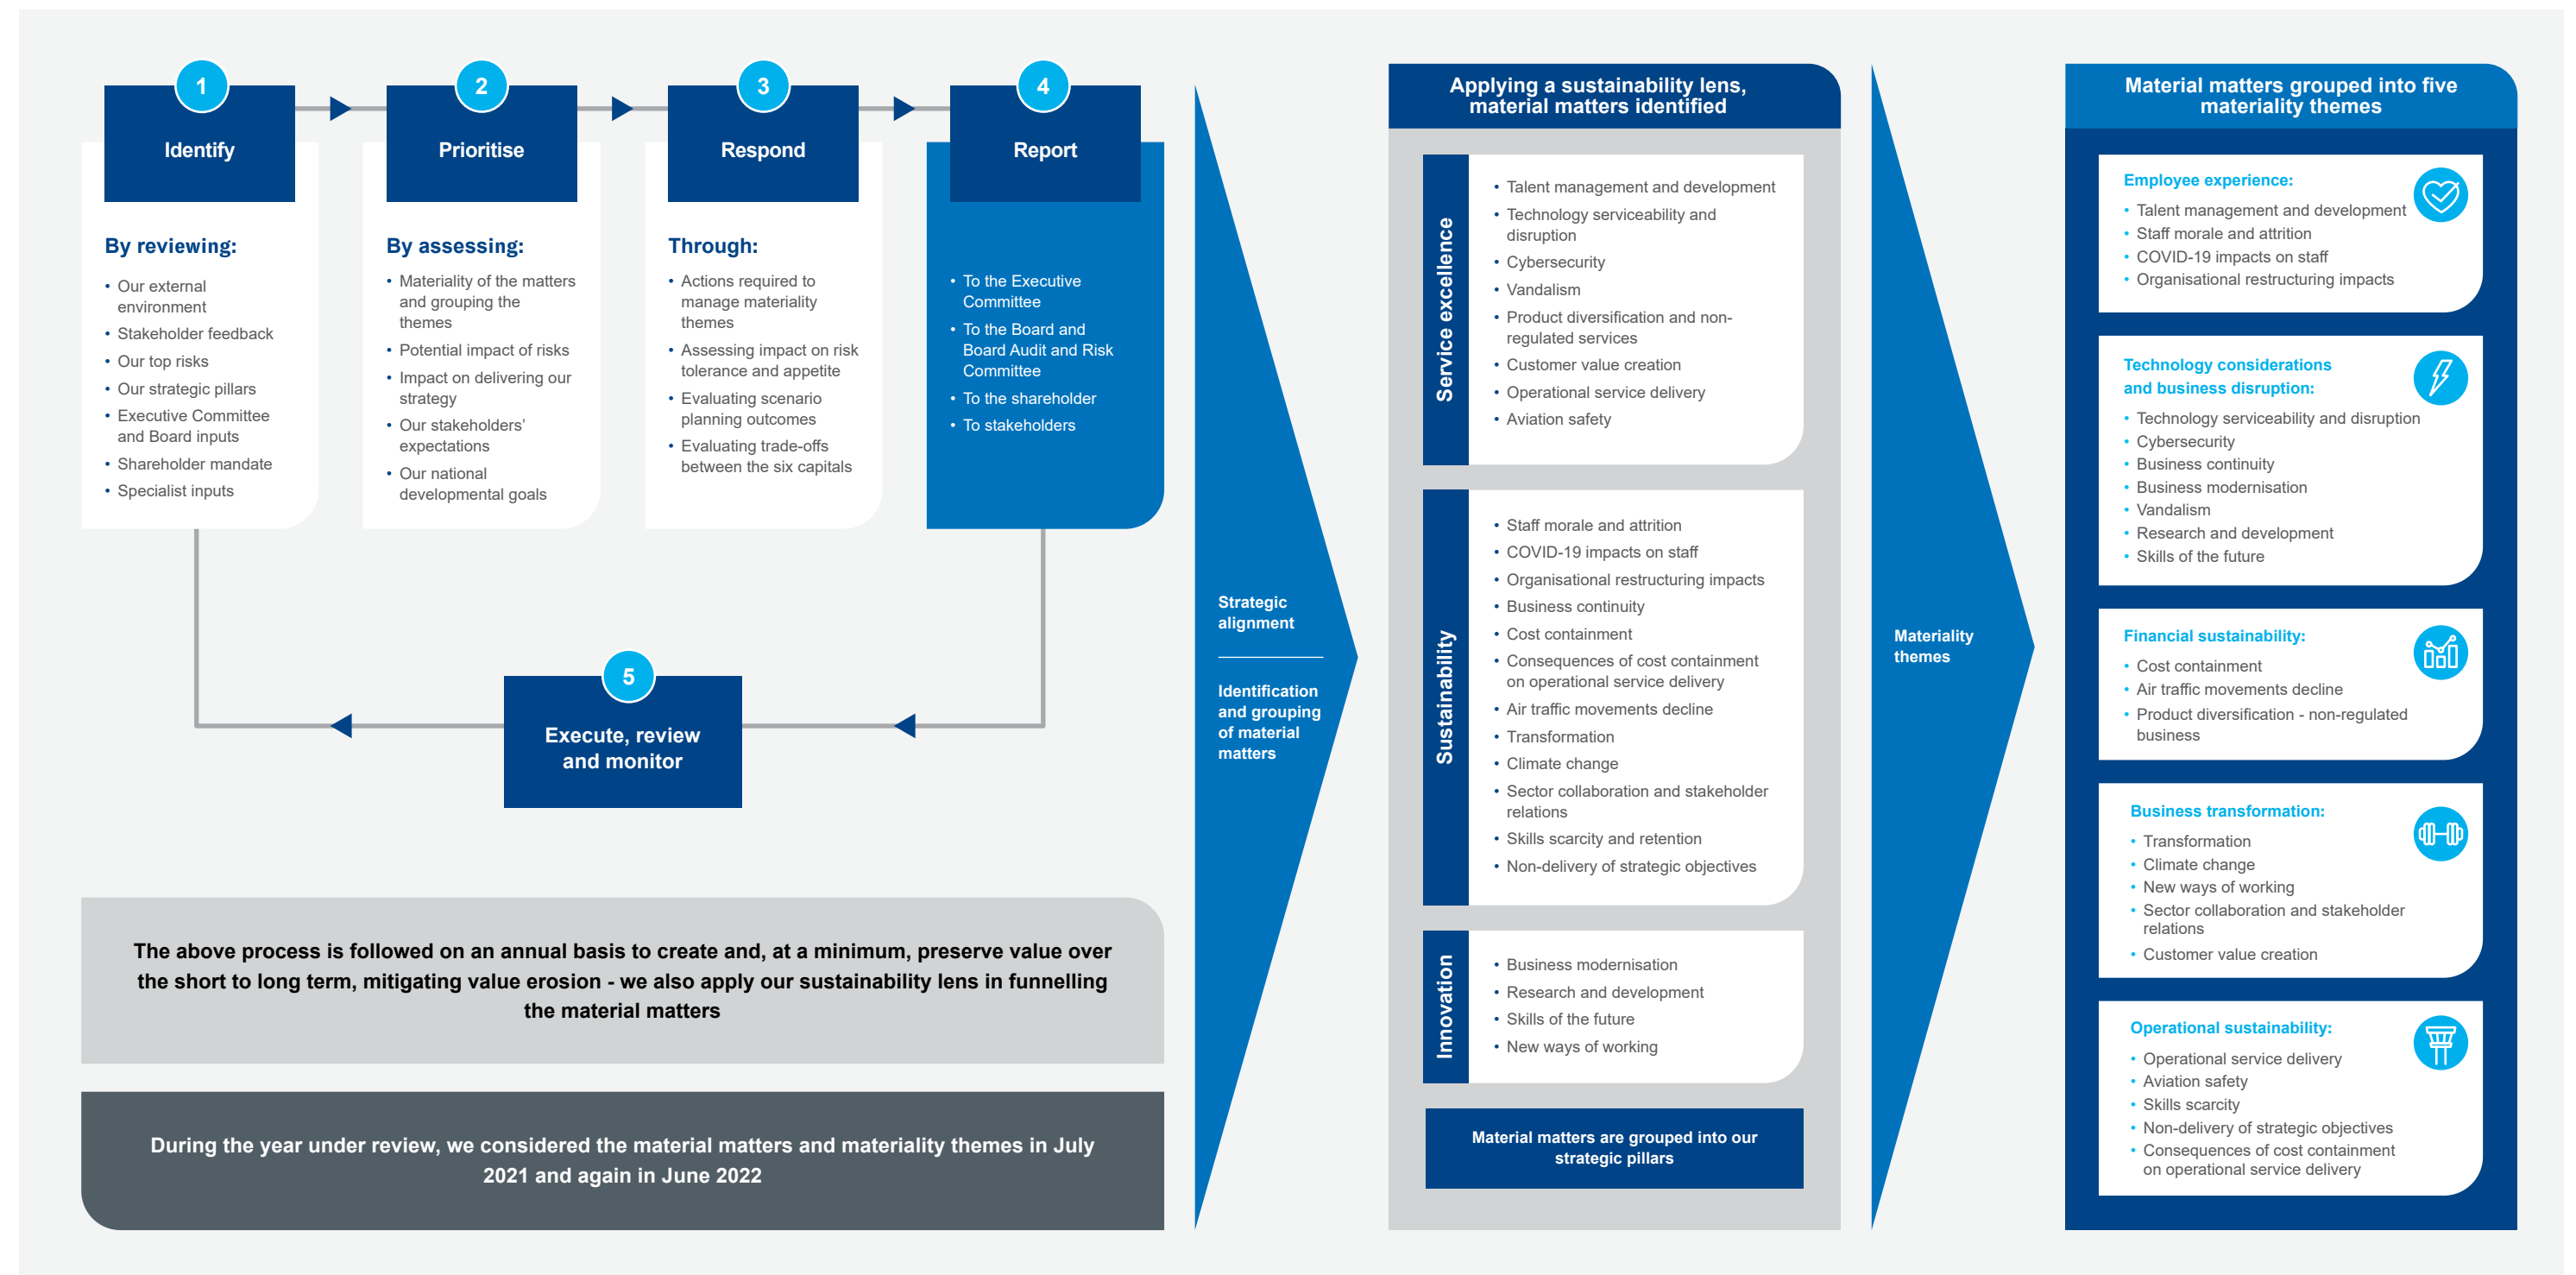 1
Identify
By reviewing:
• Our external
environment
• Stakeholder feedback
• Our top risks
• Our strategic pillars
• Executive Committee
and Board inputs
• Shareholder mandate
• Specialist inputs
2
Prioritise
By assessing:
• Materiality of the matters
and grouping the
themes
• Potential impact of risks
• Impact on delivering our
strategy
• Our stakeholders'
expectations
• Our national
developmental goals
3
Respond
Through:
• Actions required to
manage materiality
themes
• Assessing impact on risk
tolerance and appetite
• Evaluating scenario
planning outcomes
• Evaluating trade-offs
between the six capitals
4
Report
• To the Executive
Committee
• To the Board and
Board Audit and Risk
Committee
• To the shareholder
• To stakeholders
5
Execute, review
and monitor
The above process is followed on an annual basis to create and, at a minimum, preserve value over
the short to long term, mitigating value erosion - we also apply our sustainability lens in funnelling
the material matters
During the year under review, we considered the material matters and materiality themes in July
2021 and again in June 2022
Strategic
alignment
Identification
and grouping
of material
matters
Applying a sustainability lens,
material matters identified
Service excellence
• Talent management and development
• Technology serviceability and
disruption
• Cybersecurity
• Vandalism
• Product diversification and non-
regulated services
• Customer value creation
• Operational service delivery
• Aviation safety
Sustainability
• Staff morale and attrition
• COVID-19 impacts on staff
• Organisational restructuring impacts
• Business continuity
• Cost containment
• Consequences of cost containment
on operational service delivery
• Air traffic movements decline
• Transformation
• Climate change
• Sector collaboration and stakeholder
relations
• Skills scarcity and retention
• Non-delivery of strategic objectives
Innovation
• Business modernisation
• Research and development
• Skills of the future
• New ways of working
Material matters are grouped into our
strategic pillars
Materiality
themes
Material matters grouped into five
materiality themes
Employee experience:
• Talent management and development
• Staff morale and attrition
• COVID-19 impacts on staff
• Organisational restructuring impacts
Technology considerations
and business disruption:
• Technology serviceability and disruption
• Cybersecurity
• Business continuity
• Business modernisation
• Vandalism
• Research and development
• Skills of the future
Financial sustainability:
• Cost containment
• Air traffic movements decline
• Product diversification - non-regulated
business
Business transformation:
• Transformation
• Climate change
• New ways of working
• Sector collaboration and stakeholder
relations
• Customer value creation
Operational sustainability:
• Operational service delivery
• Aviation safety
• Skills scarcity
• Non-delivery of strategic objectives
• Consequences of cost containment
on operational service delivery